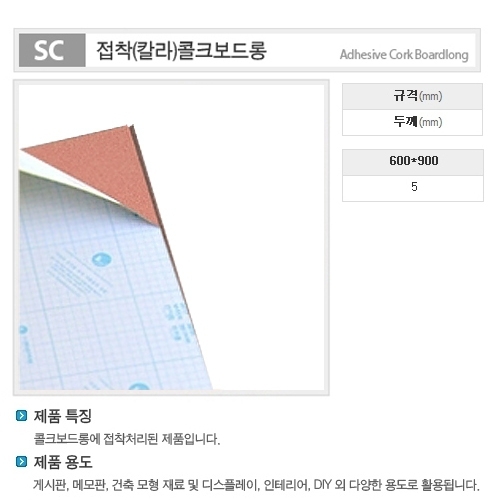 SC 접착(칼라)콜크보드롱 Adhesive Cork Boardlong
규격(mm)
두께(mm)
600*900
5
제품 특징
콜크보드롱에 접착처리된 제품입니다.
제품 용도
게시판, 메모판, 건축 모형 재료 및 디스플레이, 인테리어, DIY 외 다양한 용도로 활용됩니다.